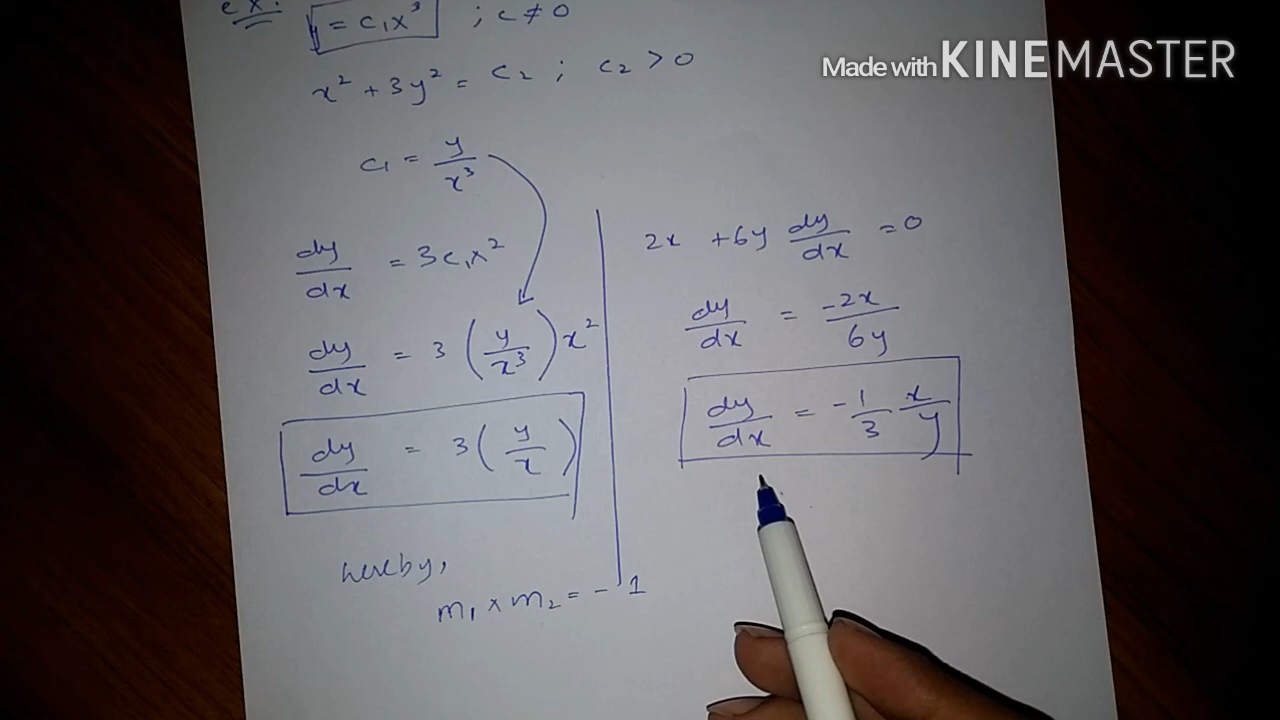 ex: y = c₁x³ ; c ≠ 0
Made with KINEMASTER
x² + 3y² = c₂ ; c₂ > 0
c₁ = y/x³
dy/dx = 3c₁x²
dy/dx = 3(y/x³)x²
dy/dx = 3(y/x)
2x + 6y dy/dx = 0
dy/dx = -2x/6y
dy/dx = -1/3 x/y
hereby,
m₁ × m₂ = -1